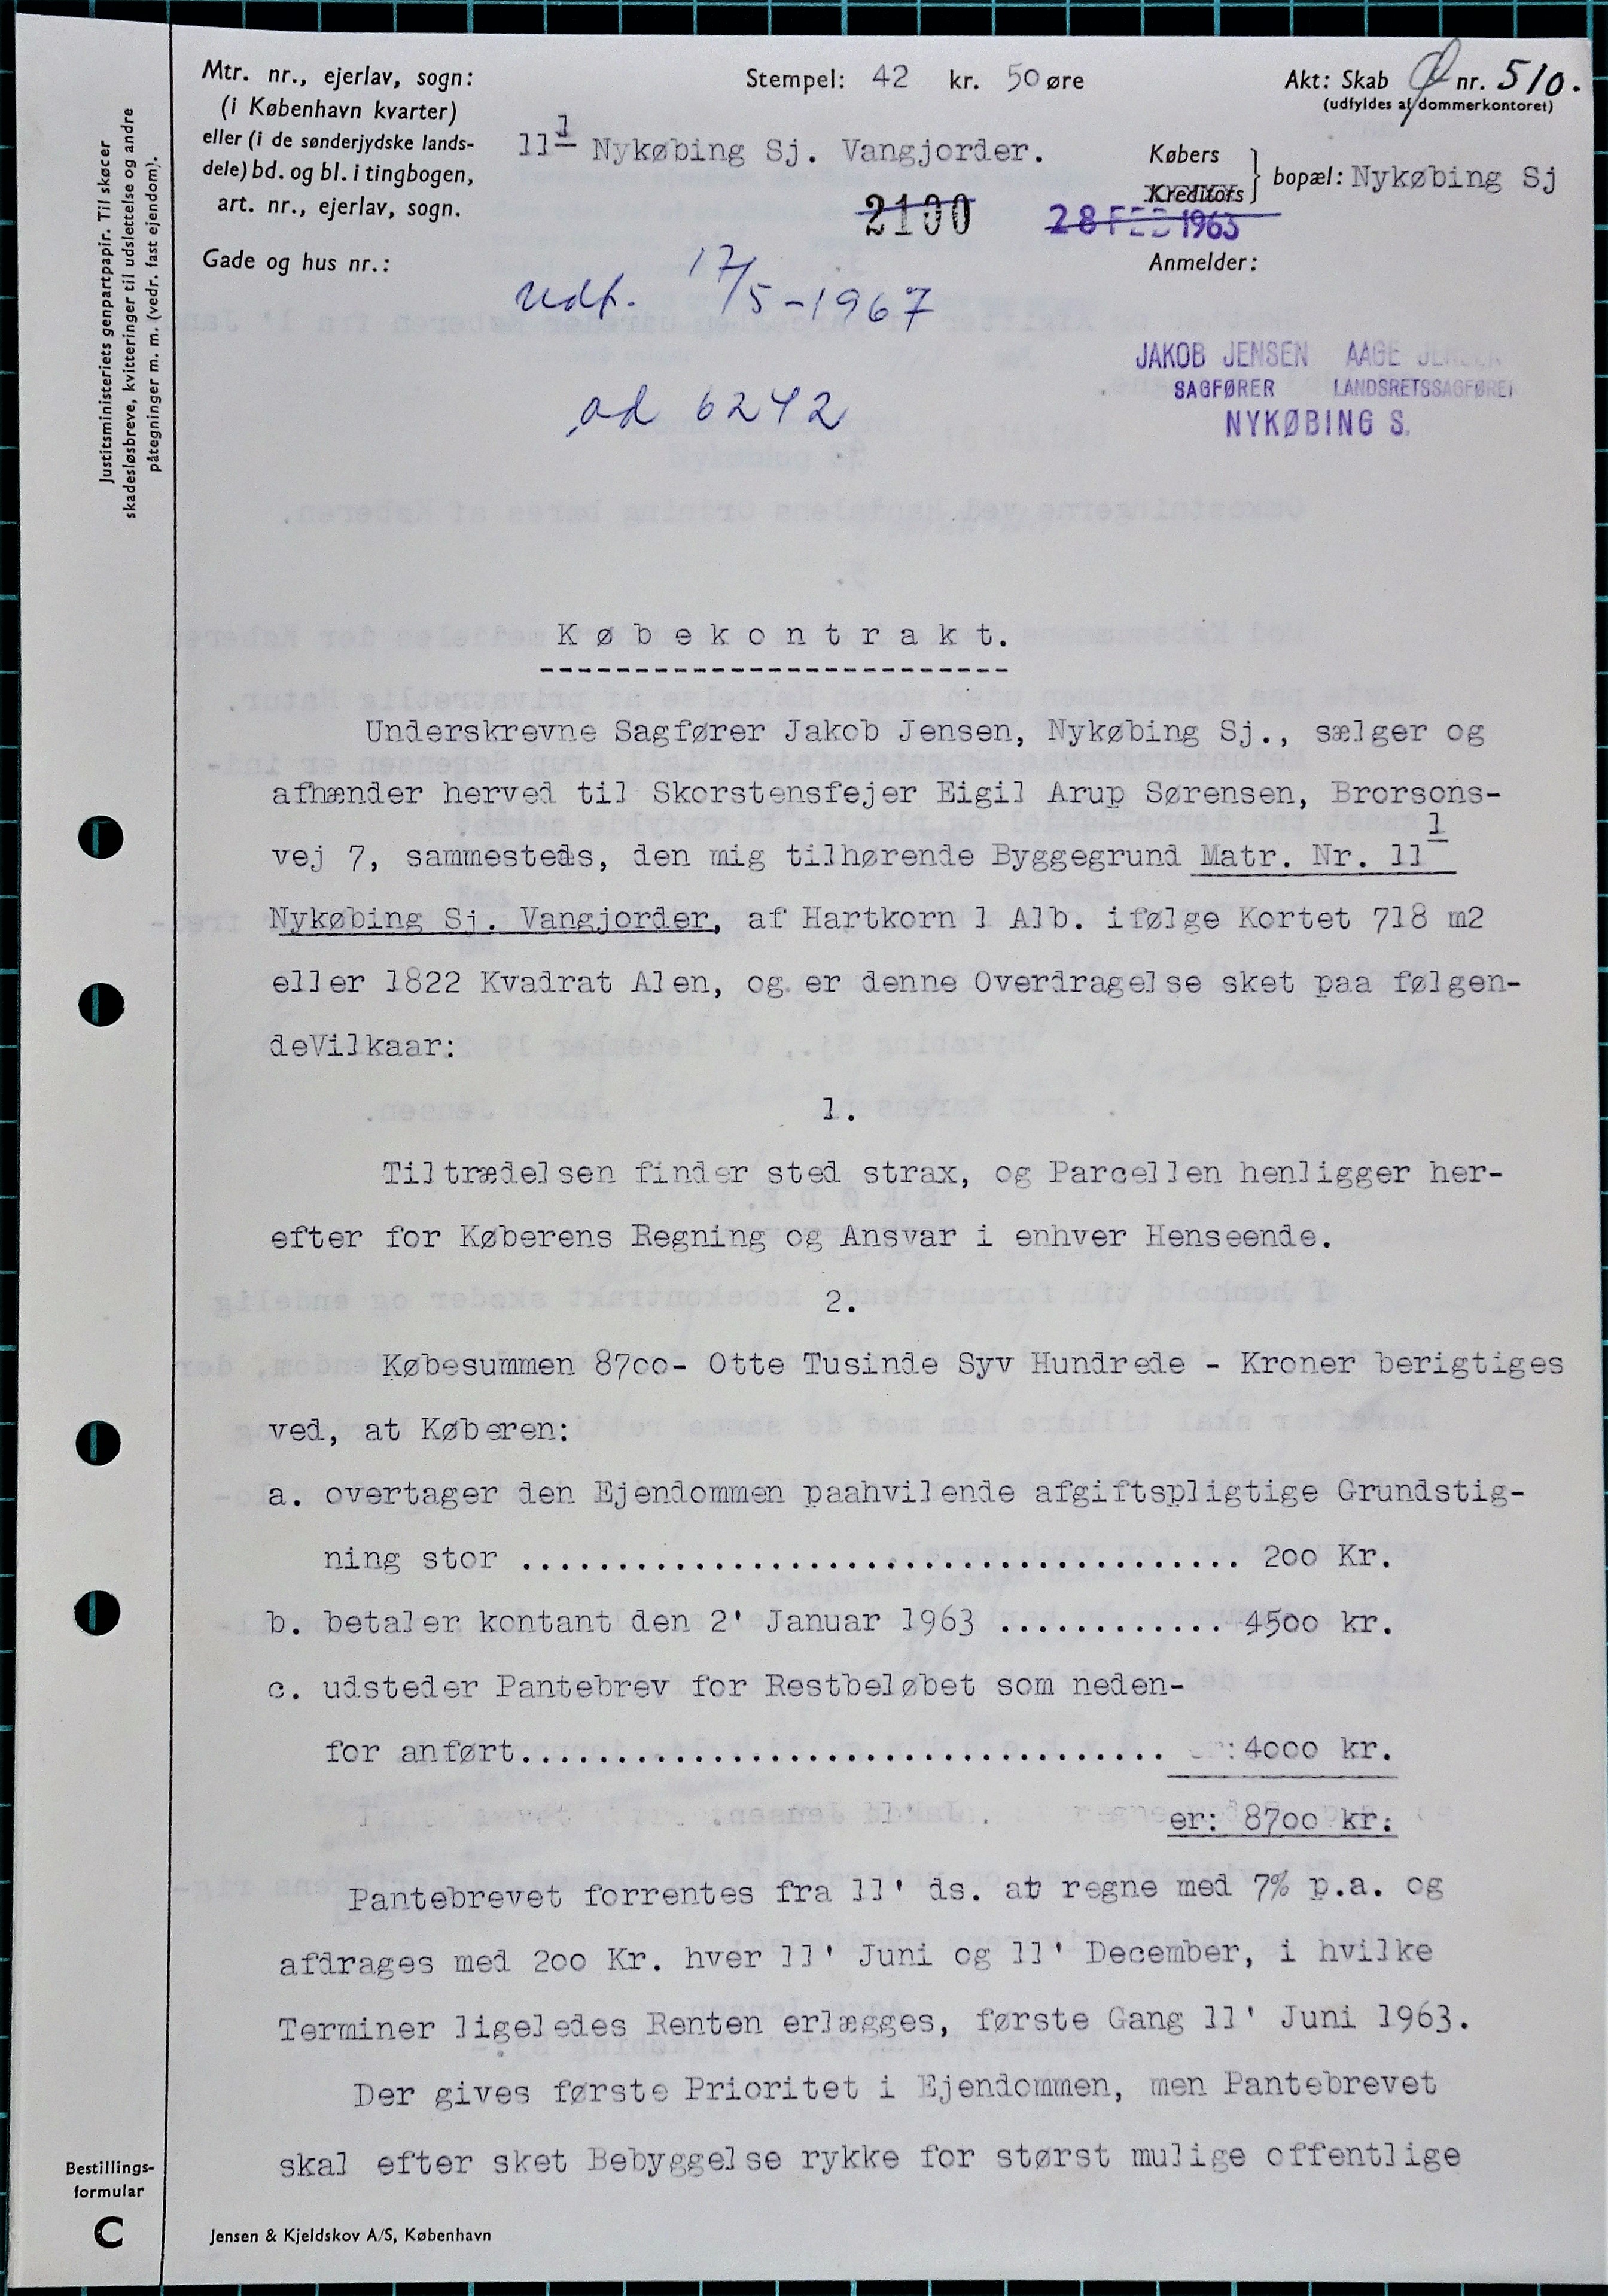 Justitsministeriets genpartpapir. Til skøder
skadesløsbreve, kvitteringer til udslettelse og andre
påtegninger m. m. (vedr. fast ejendom).
Mtr. nr., ejerlav, sogn:
(i København kvarter)
eller (i de sønderjydske lands-
dele) bd. og bl. i tingbogen,
art. nr., ejerlav, sogn.
Gade og hus nr.:
Stempel: 42 kr. 50 øre
Akt: Skab nr. 510.
(udfyldes af dommerkontoret)
11 l Nykøbing Sj. Vangjorder.
Købers
Kreditors
bopæl: Nykøbing Sj
2100 28 FEB 1963
Anmelder:
udf. 17/5-1967
ad 6242
JAKOB JENSEN AAGE JENSEN
SAGFØRER LANDSRETSSAGFØRER
NYKØBING S.
Købekontrakt.
Underskrevne Sagfører Jakob Jensen, Nykøbing Sj., sælger og
afhænder herved til Skorstensfejer Eigil Arup Sørensen, Brorsons-
vej 7, sammesteds, den mig tilhørende Byggegrund Matr. Nr. 11 l
Nykøbing Sj. Vangjorder, af Hartkorn 1 Alb. ifølge Kortet 718 m2
eller 1822 Kvadrat Alen, og er denne Overdragelse sket paa følgen-
deVilkaar:
1.
Tiltrædelsen finder sted strax, og Parcellen henligger her-
efter for Køberens Regning og Ansvar i enhver Henseende.
2.
Købesummen 8700- Otte Tusinde Syv Hundrede - Kroner berigtiges
ved, at Køberen:
a. overtager den Ejendommen paahvilende afgiftspligtige Grundstig-
ning stor ...................................... 200 Kr.
b. betaler kontant den 2' Januar 1963 ............ 4500 kr.
c. udsteder Pantebrev for Restbeløbet som neden-
for anført.................................. 4000 kr.
er: 8700 kr.
Pantebrevet forrentes fra 11' ds. at regne med 7% p.a. og
afdrages med 200 Kr. hver 11' Juni og 11' December, i hvilke
Terminer ligeledes Renten erlægges, første Gang 11' Juni 1963.
Der gives første Prioritet i Ejendommen, men Pantebrevet
skal efter sket Bebyggelse rykke for størst mulige offentlige
Bestillings-
formular
C
Jensen & Kjeldskov A/S, København